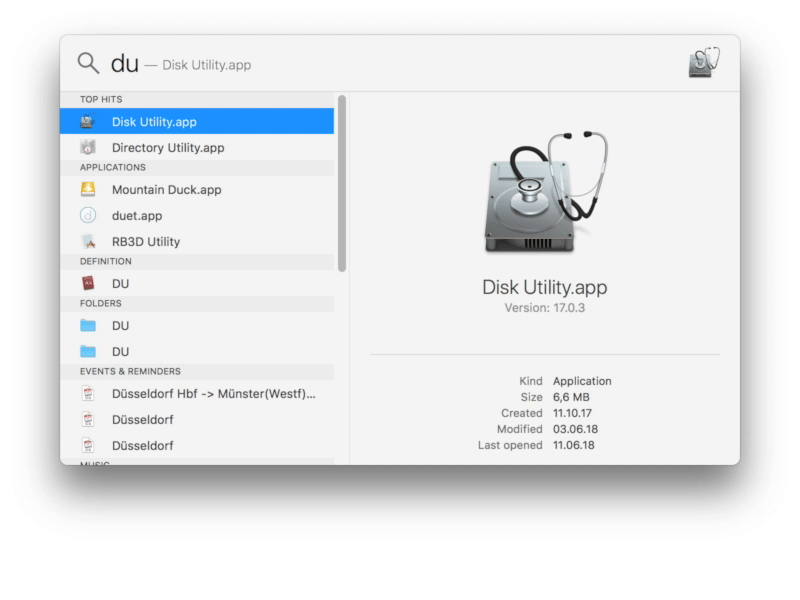 du — Disk Utility.app
TOP HITS
Disk Utility.app
Directory Utility.app
APPLICATIONS
Mountain Duck.app
duet.app
RB3D Utility
DEFINITION
DU
FOLDERS
DU
DU
EVENTS & REMINDERS
Düsseldorf Hbf -> Münster(Westf)...
Düsseldorf
Düsseldorf
MUSIC
Disk Utility.app
Version: 17.0.3
Kind Application
Size 6,6 MB
Created 11.10.17
Modified 03.06.18
Last opened 11.06.18